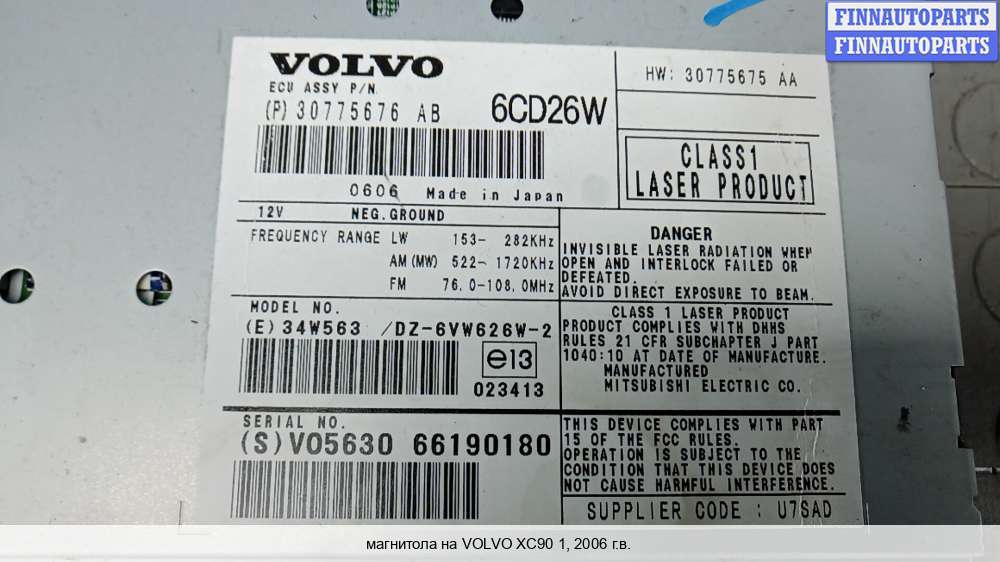 FINNAUTOPARTS
FINNAUTOPARTS
VOLVO
ECU ASSY P/N
(P) 30775676 AB
6CD26W
HW: 30775675 AA
CLASS1
LASER PRODUCT
0606 Made in Japan
12V NEG.GROUND
FREQUENCY RANGE LW 153- 282KHz
AM (MW) 522- 1720KHz
FM 76.0-108.0MHz
DANGER
INVISIBLE LASER RADIATION WHEN
OPEN AND INTERLOCK FAILED OR
DEFEATED.
AVOID DIRECT EXPOSURE TO BEAM.
MODEL NO.
(E) 34W563 /DZ-6VW626W-2
e13
023413
CLASS 1 LASER PRODUCT
PRODUCT COMPLIES WITH DHHS
RULES 21 CFR SUBCHAPTER J PART
1040:10 AT DATE OF MANUFACTURE.
MANUFACTURED
MITSUBISHI ELECTRIC CO.
SERIAL NO.
(S) VO5630 66190180
THIS DEVICE COMPLIES WITH PART
15 OF THE FCC RULES.
OPERATION IS SUBJECT TO THE
CONDITION THAT THIS DEVICE DOES
NOT CAUSE HARMFUL INTERFERENCE.
SUPPLIER CODE : U7SAD
магнитола на VOLVO XC90 1, 2006 г.в.